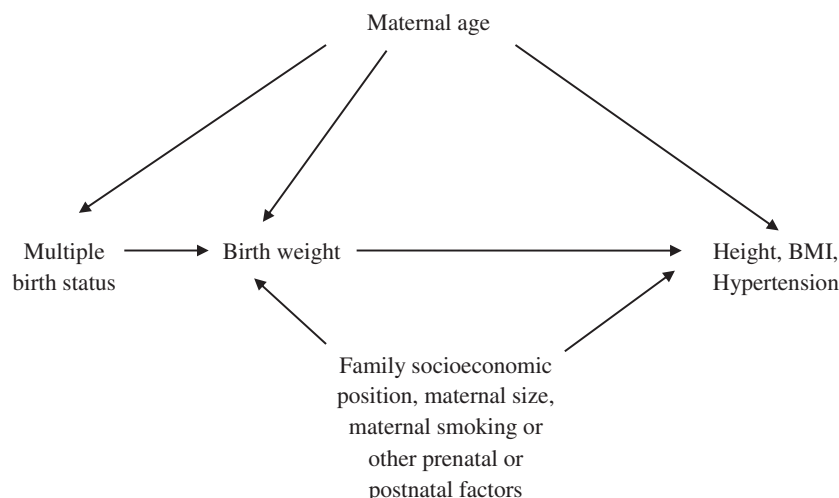 Maternal age
Multiple
birth status
Birth weight
Height, BMI,
Hypertension
Family socioeconomic
position, maternal size,
maternal smoking or
other prenatal or
postnatal factors